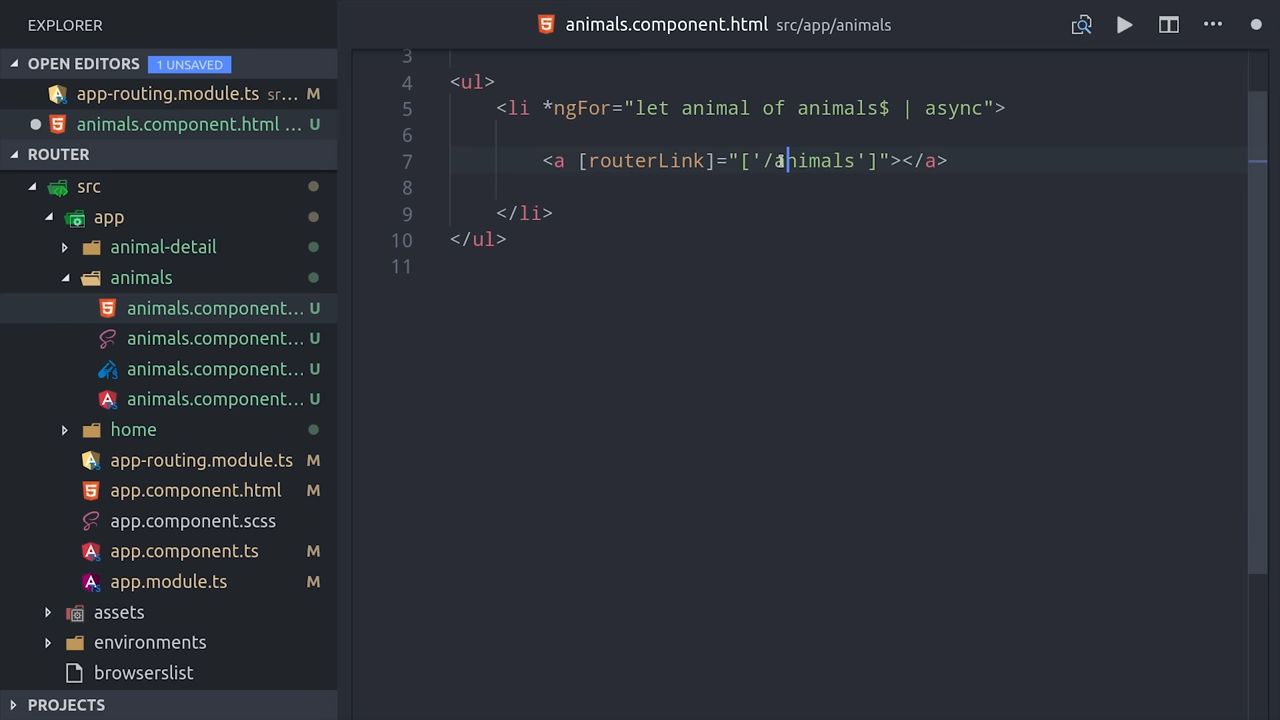 EXPLORER
OPEN EDITORS 1 UNSAVED
app-routing.module.ts sr... M
animals.component.html ... U
ROUTER
src
app
animal-detail
animals
animals.component... U
animals.component... U
animals.component... U
animals.component... U
home
app-routing.module.ts M
app.component.html M
app.component.scss
app.component.ts M
app.module.ts M
assets
environments
browserslist
PROJECTS
animals.component.html src/app/animals
3
4 <ul>
5 <li *ngFor="let animal of animals$ | async">
6
7 <a [routerLink]="['/animals']"></a>
8
9 </li>
10 </ul>
11